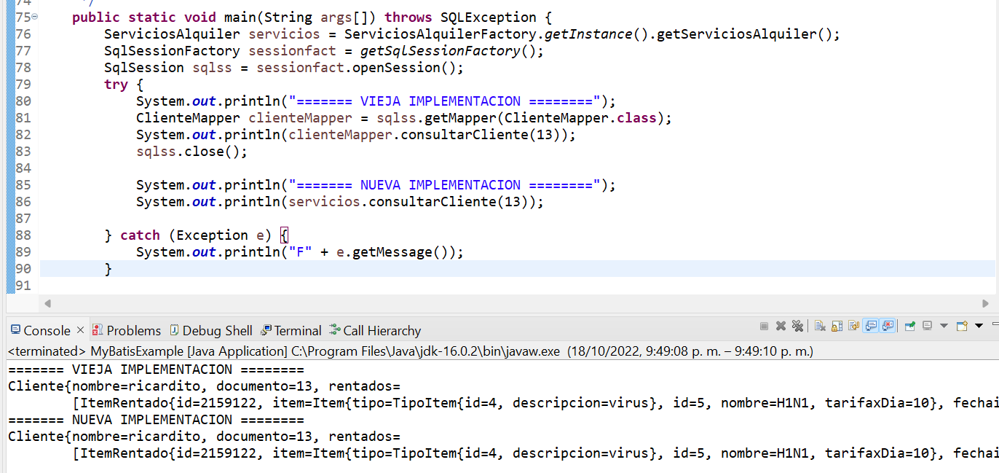 74 */
75 public static void main(String args[]) throws SQLException {
76 ServiciosAlquiler servicios = ServiciosAlquilerFactory.getInstance().getServiciosAlquiler();
77 SqlSessionFactory sessionfact = getSqlSessionFactory();
78 SqlSession sqlss = sessionfact.openSession();
79 try {
80 System.out.println("======= VIEJA IMPLEMENTACION ========");
81 ClienteMapper clienteMapper = sqlss.getMapper(ClienteMapper.class);
82 System.out.println(clienteMapper.consultarCliente(13));
83 sqlss.close();
84
85 System.out.println("======= NUEVA IMPLEMENTACION ========");
86 System.out.println(servicios.consultarCliente(13));
87
88 } catch (Exception e) {
89 System.out.println("F" + e.getMessage());
90 }
91
Console Problems Debug Shell Terminal Call Hierarchy
<terminated> MyBatisExample [Java Application] C:\Program Files\Java\jdk-16.0.2\bin\javaw.exe (18/10/2022, 9:49:08 p. m. – 9:49:10 p. m.)
======= VIEJA IMPLEMENTACION ========
Cliente{nombre=ricardito, documento=13, rentados=
[ItemRentado{id=2159122, item=Item{tipo=TipoItem{id=4, descripcion=virus}, id=5, nombre=H1N1, tarifaxDia=10}, fechai
======= NUEVA IMPLEMENTACION ========
Cliente{nombre=ricardito, documento=13, rentados=
[ItemRentado{id=2159122, item=Item{tipo=TipoItem{id=4, descripcion=virus}, id=5, nombre=H1N1, tarifaxDia=10}, fechai